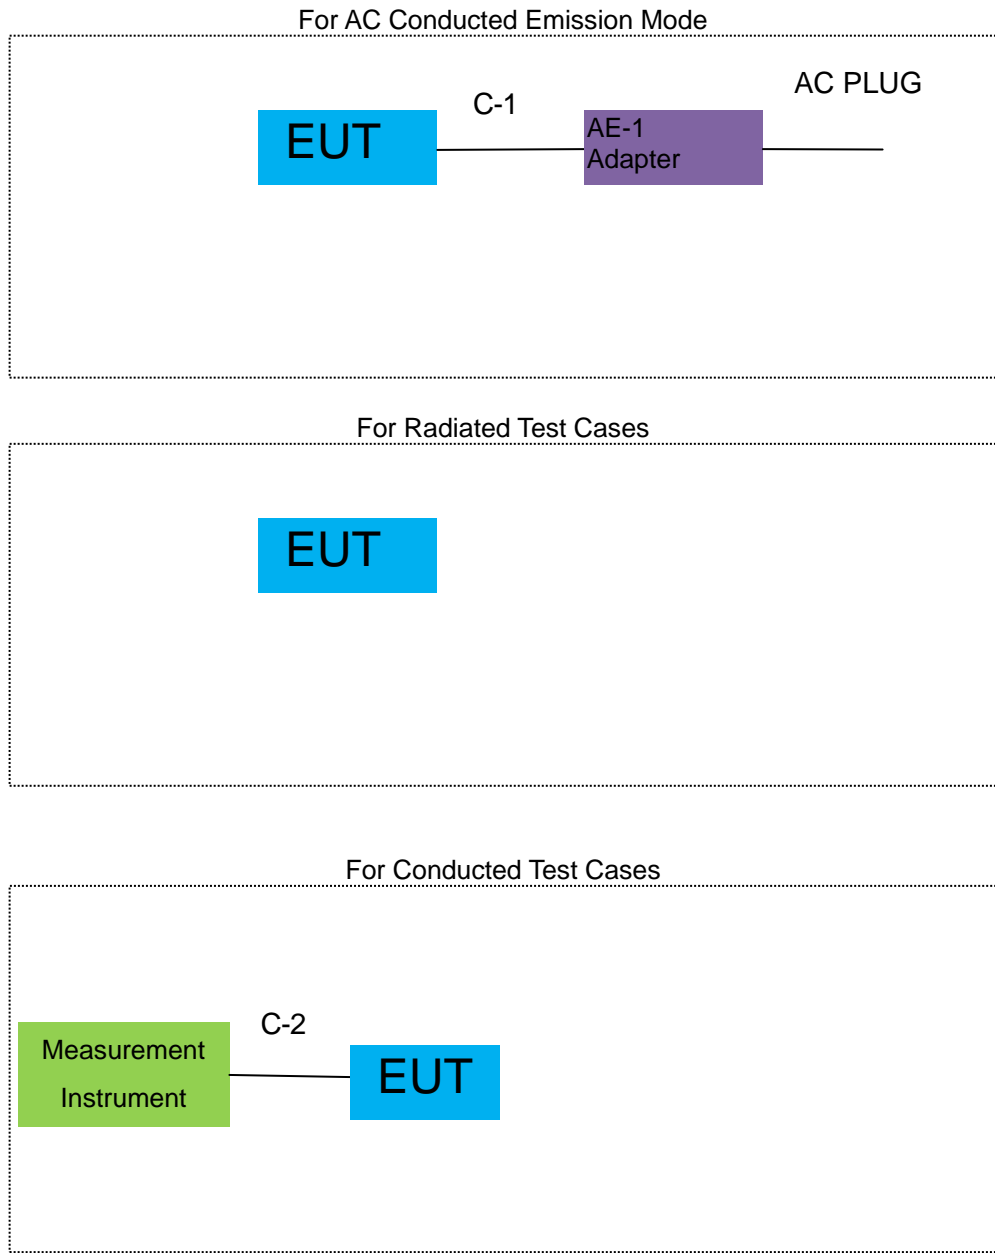 For AC Conducted Emission Mode
AC PLUG
C-1
EUT
AE-1
Adapter
For Radiated Test Cases
EUT
For Conducted Test Cases
C-2
Measurement
Instrument
EUT